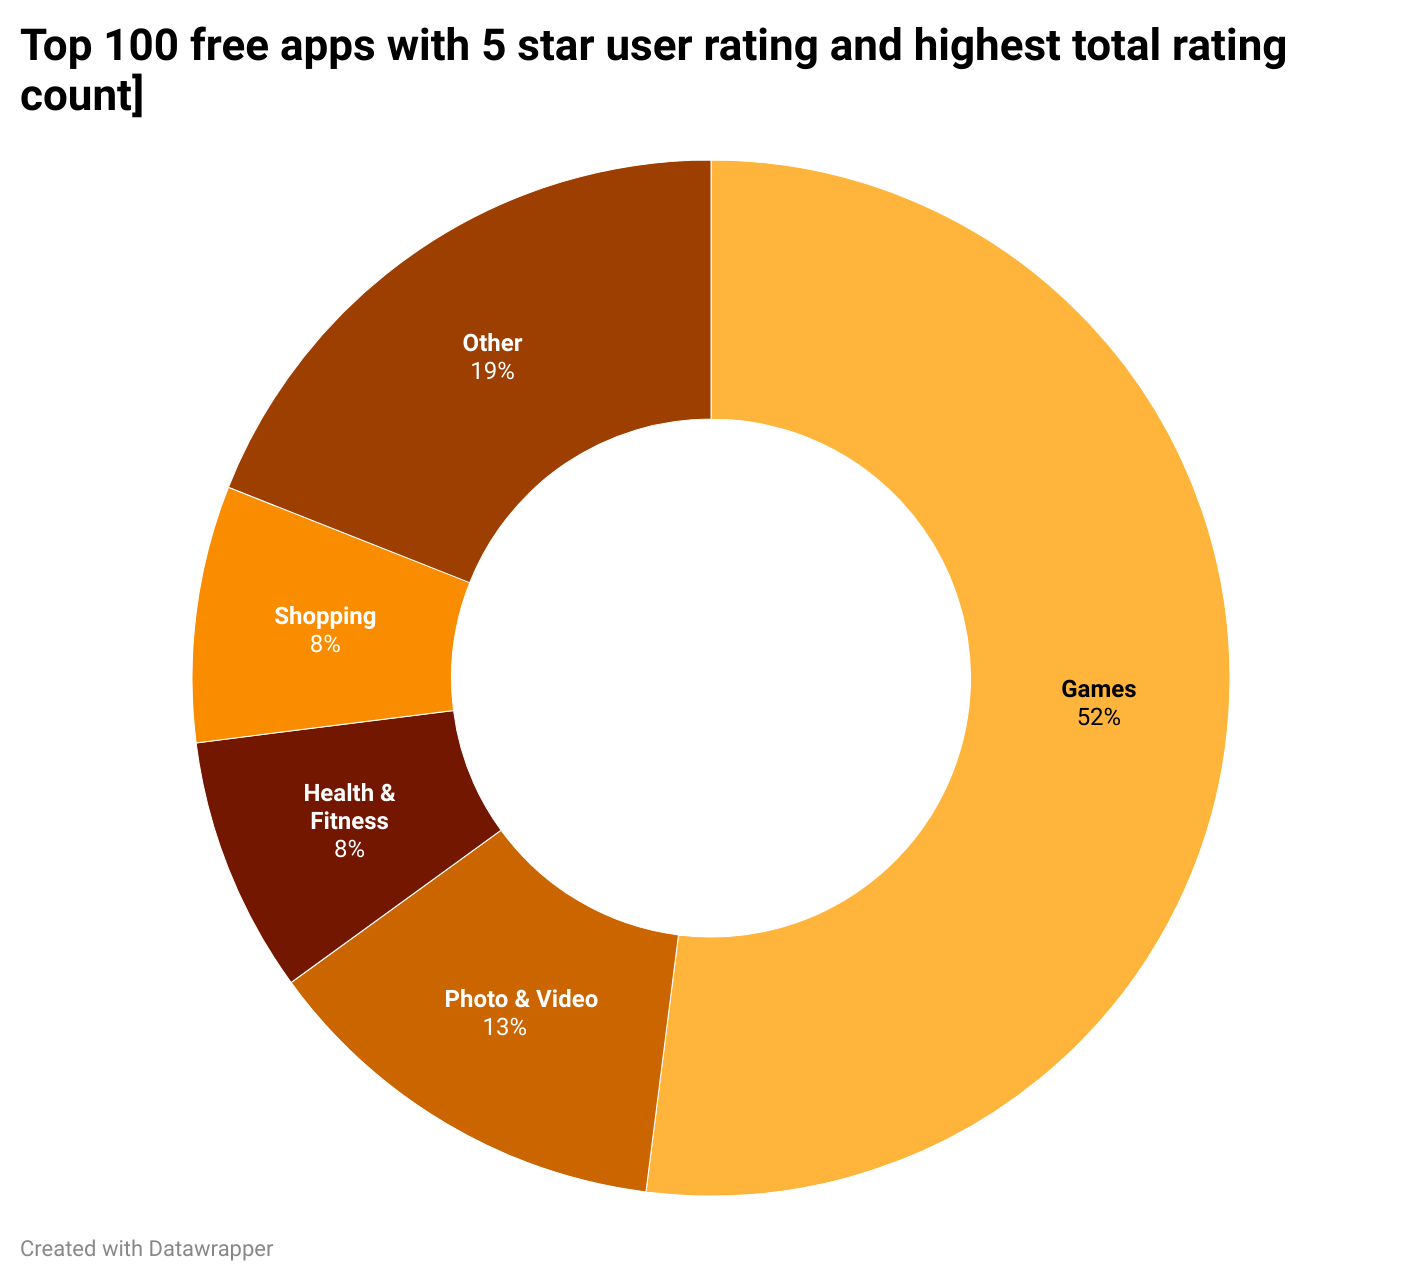 Top 100 free apps with 5 star user rating and highest total rating
count]
Other
19%
Shopping
8%
Games
52%
Health &
Fitness
8%
Photo & Video
13%
Created with Datawrapper